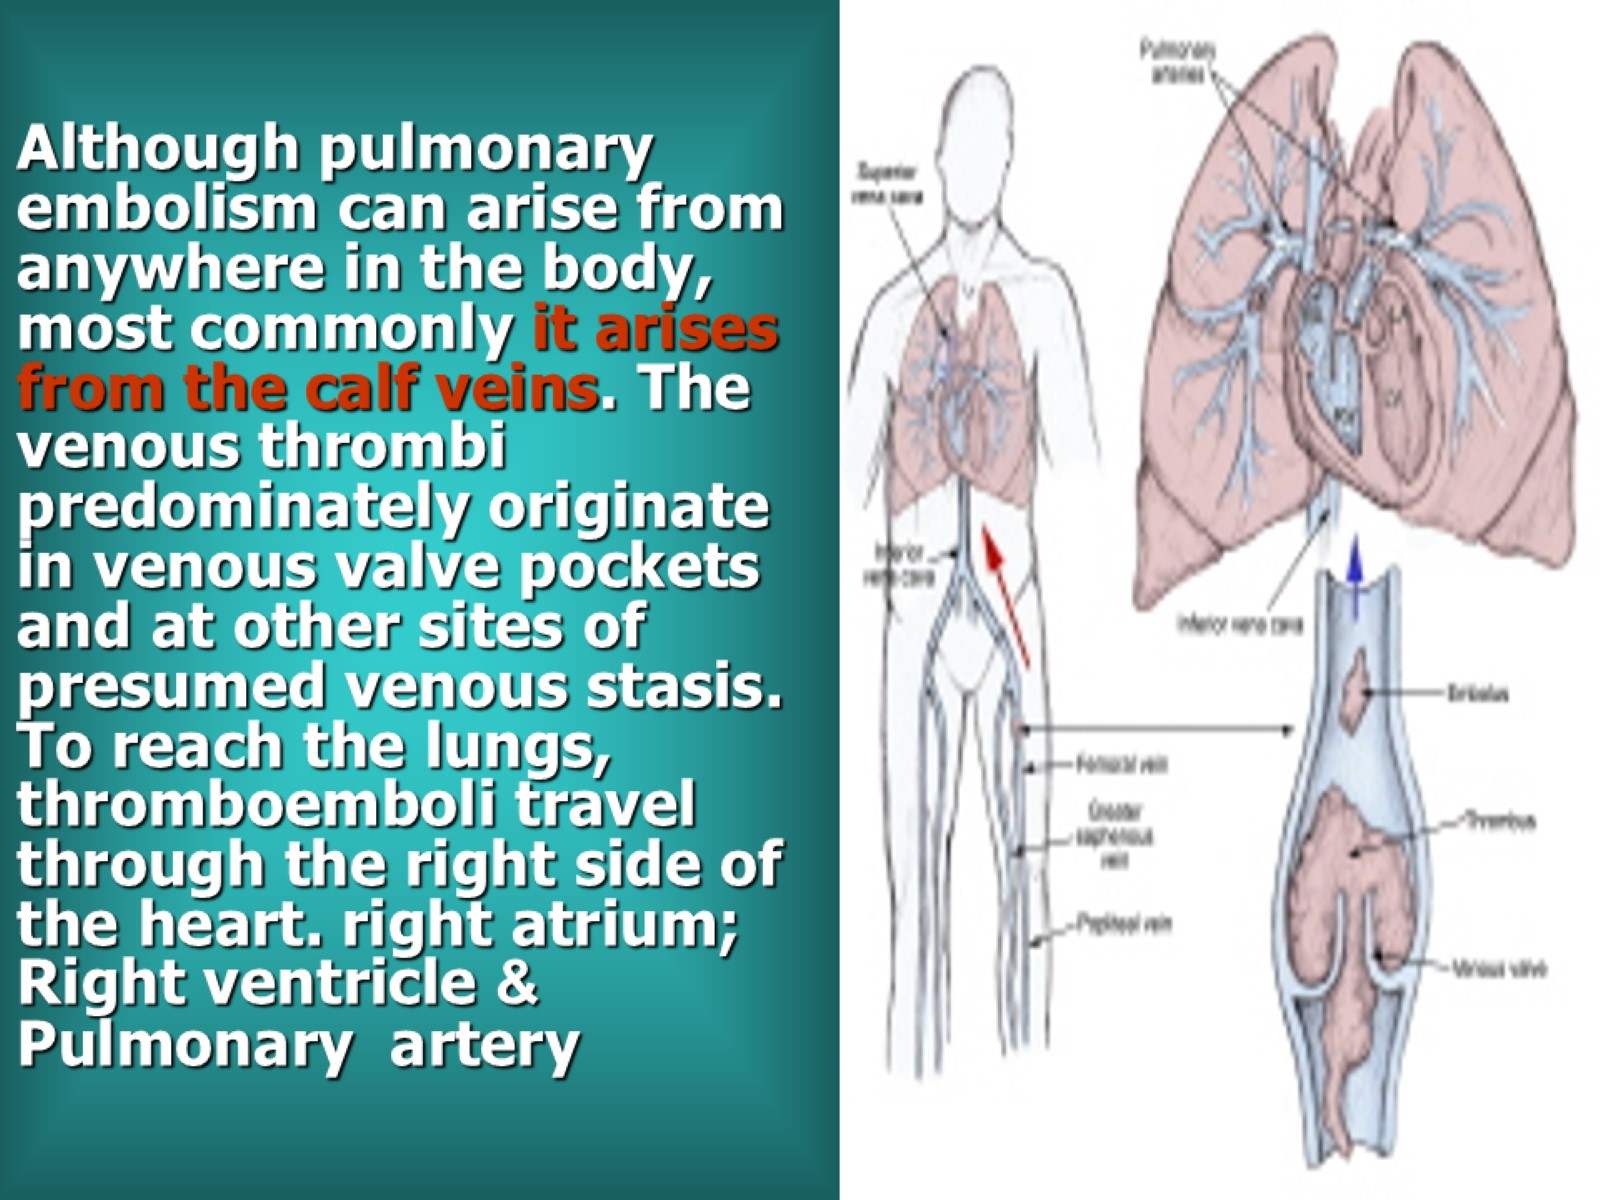 Although pulmonary
embolism can arise from
anywhere in the body,
most commonly it arises
from the calf veins. The
venous thrombi
predominately originate
in venous valve pockets
and at other sites of
presumed venous stasis.
To reach the lungs,
thromboemboli travel
through the right side of
the heart. right atrium;
Right ventricle &
Pulmonary artery
Superior
vena cava
Inferior
vena cava
Femoral vein
Greater
saphenous
vein
Popliteal vein
Pulmonary
arteries
RV
LV
Inferior vena cava
Embolus
Thrombus
Venous valve